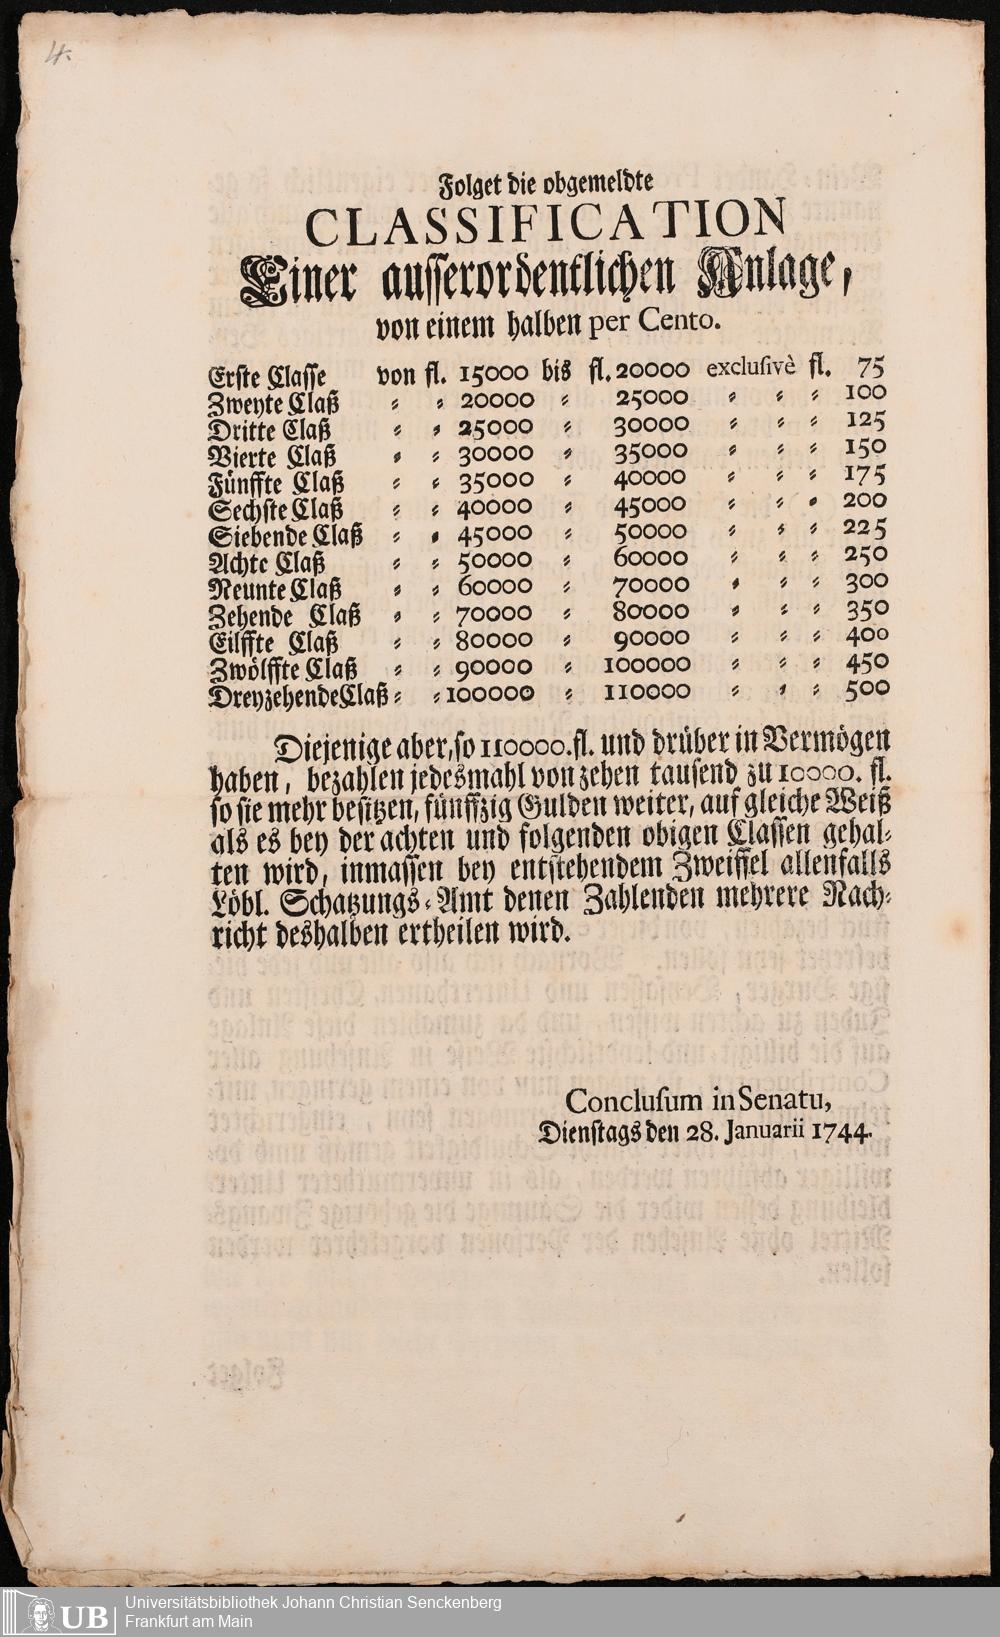 4.
Folget die obgemeldte
CLASSIFICATION
Einer ausserordentlichen Anlage,
von einem halben per Cento.
Erste Classe von fl. 15000 bis fl. 20000 exclusivè fl. 75
Zweyte Claß ⸗ ⸗ 20000 ⸗ 25000 ⸗ ⸗ ⸗ 100
Dritte Claß ⸗ ⸗ 25000 ⸗ 30000 ⸗ ⸗ ⸗ 125
Vierte Claß ⸗ ⸗ 30000 ⸗ 35000 ⸗ ⸗ ⸗ 150
Fünffte Claß ⸗ ⸗ 35000 ⸗ 40000 ⸗ ⸗ ⸗ 175
Sechste Claß ⸗ ⸗ 40000 ⸗ 45000 ⸗ ⸗ ⸗ 200
Siebende Claß ⸗ ⸗ 45000 ⸗ 50000 ⸗ ⸗ ⸗ 225
Achte Claß ⸗ ⸗ 50000 ⸗ 60000 ⸗ ⸗ ⸗ 250
Neunte Claß ⸗ ⸗ 60000 ⸗ 70000 ⸗ ⸗ ⸗ 300
Zehende Claß ⸗ ⸗ 70000 ⸗ 80000 ⸗ ⸗ ⸗ 350
Eilffte Claß ⸗ ⸗ 80000 ⸗ 90000 ⸗ ⸗ ⸗ 400
Zwölffte Claß ⸗ ⸗ 90000 ⸗ 100000 ⸗ ⸗ ⸗ 450
Dreyzehende Claß ⸗ ⸗ 100000 ⸗ 110000 ⸗ ⸗ ⸗ 500
Diejenige aber, so 110000. fl. und drüber in Vermögen
haben, bezahlen jedesmahl von zehen tausend zu 10000. fl.
so sie mehr besitzen, fünffzig Gulden weiter, auf gleiche Weiß
als es bey der achten und folgenden obigen Classen gehal⸗
ten wird, inmassen bey entstehendem Zweiffel allenfalls
Löbl. Schatzungs⸗Amt denen Zahlenden mehrere Nach⸗
richt deshalben ertheilen wird.
Conclusum in Senatu,
Dienstags den 28. Januarii 1744.
UB
Universitätsbibliothek Johann Christian Senckenberg
Frankfurt am Main